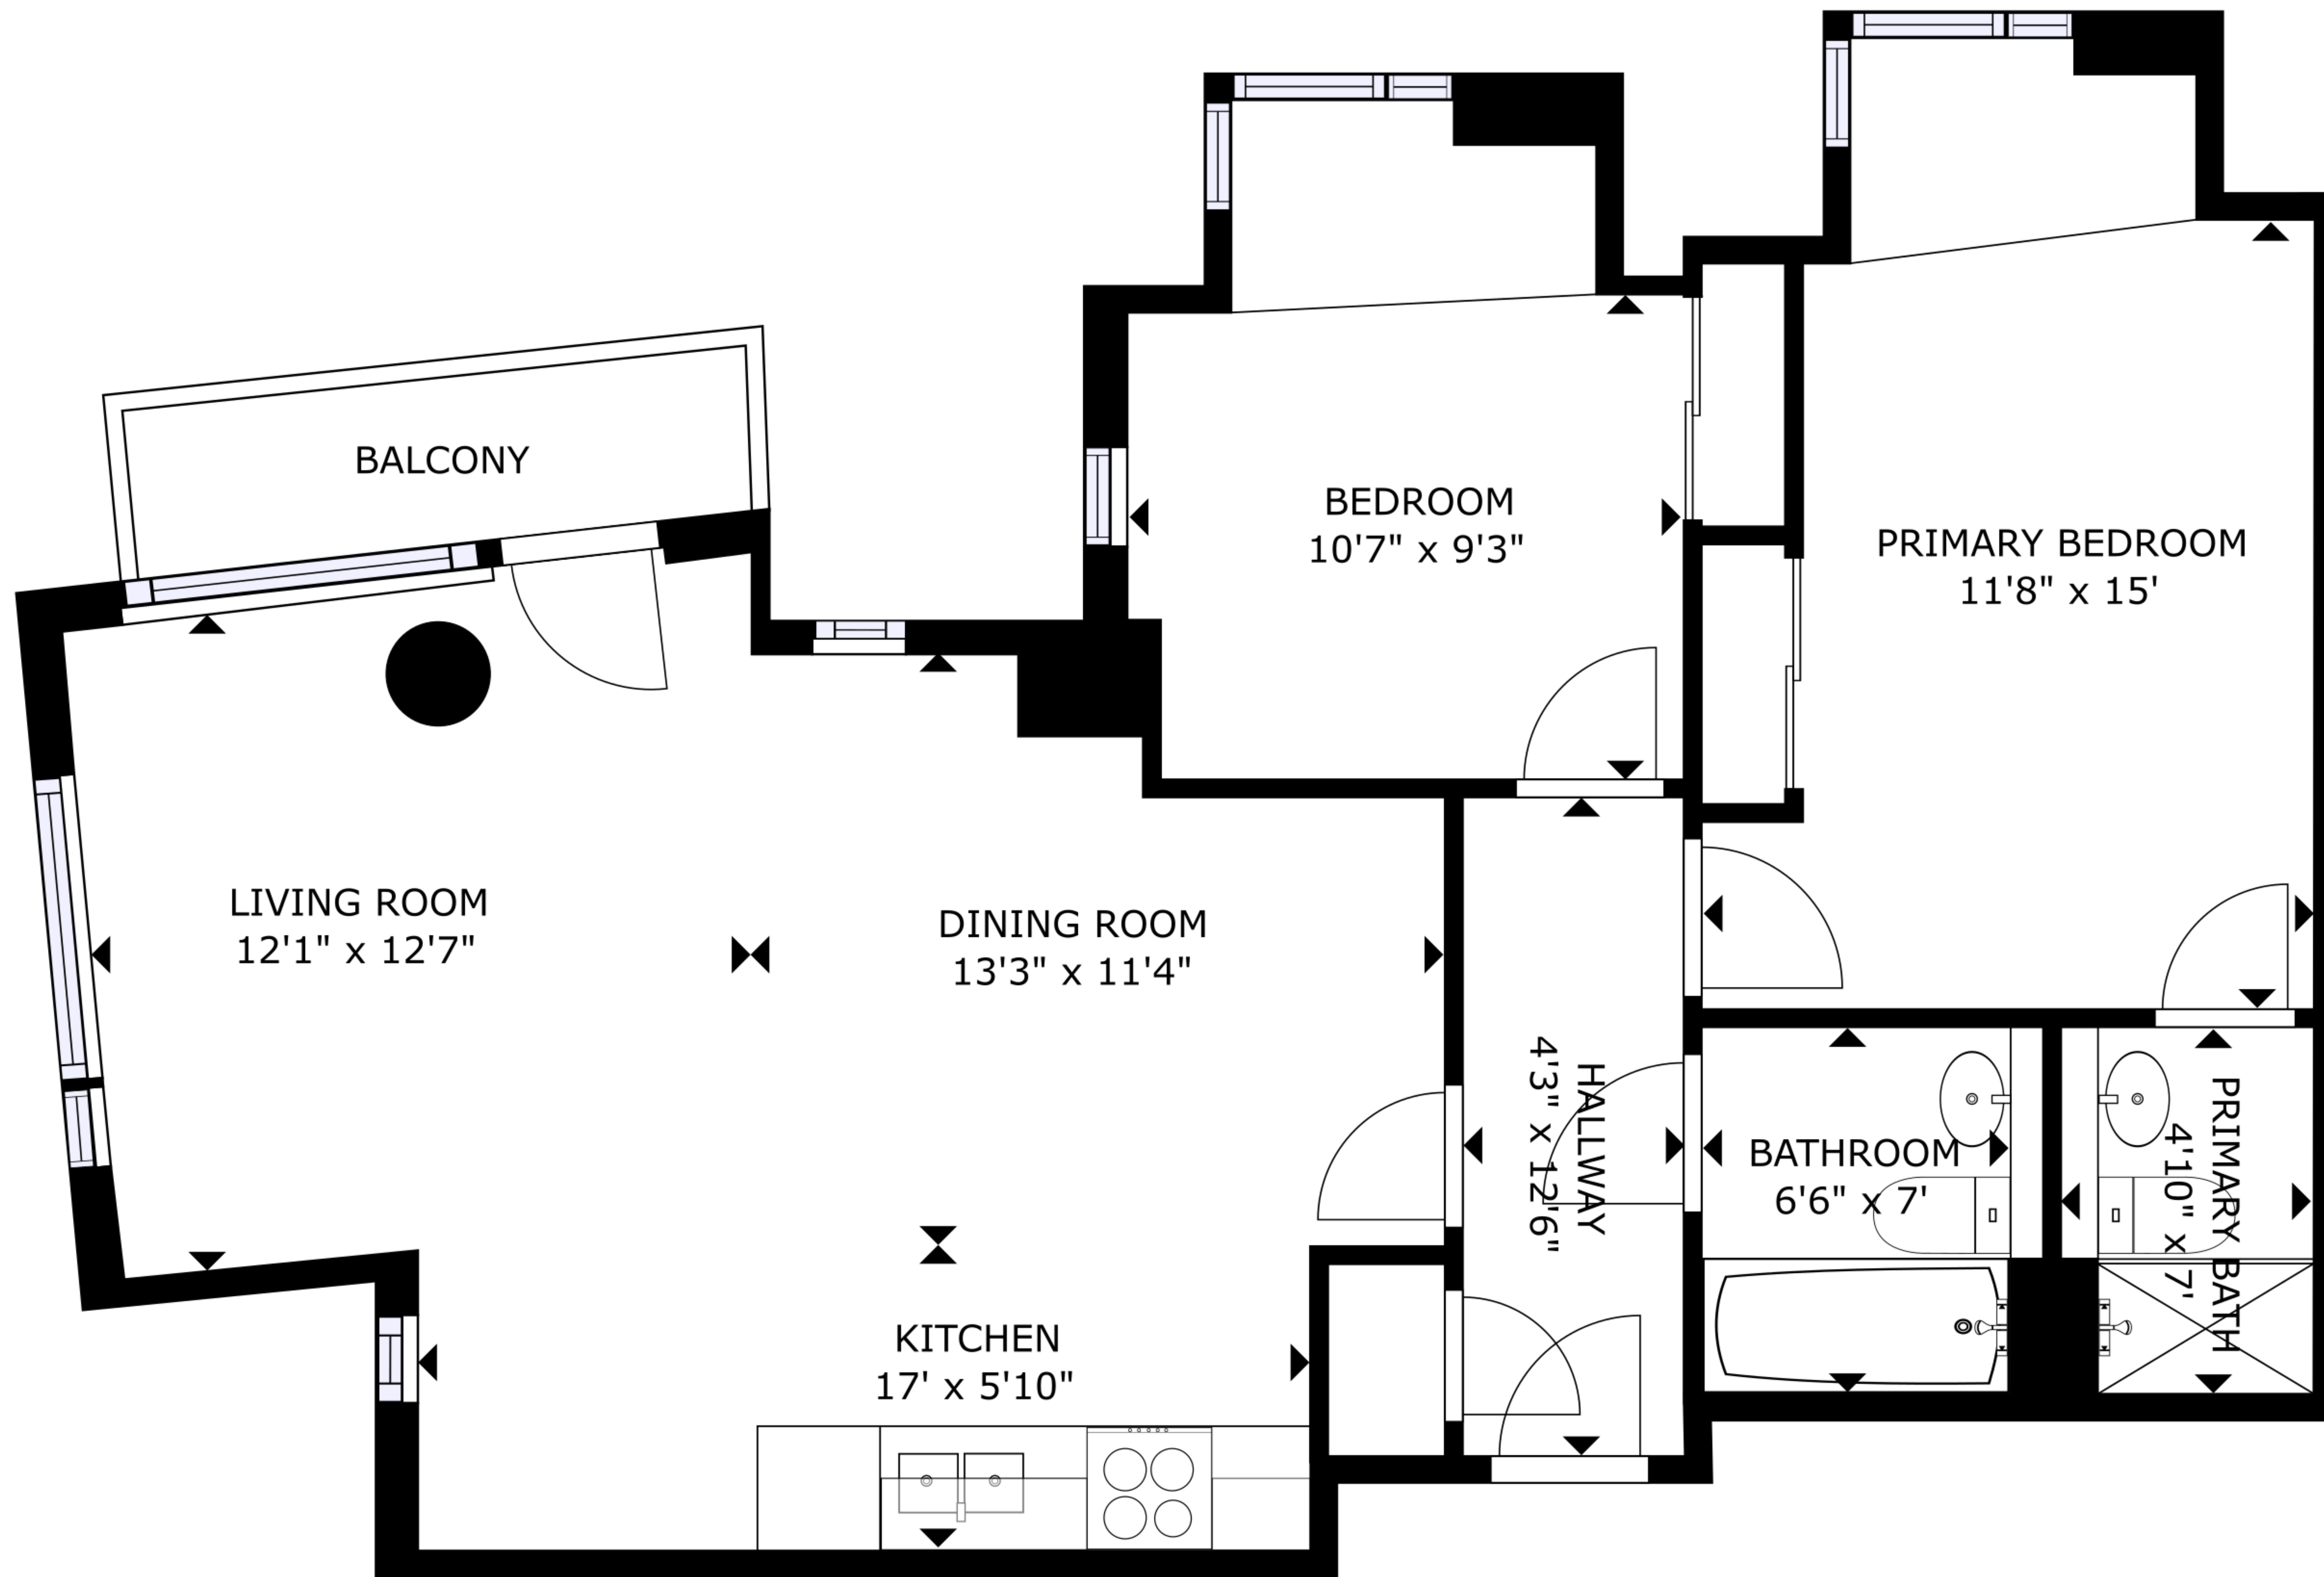 BALCONY
BEDROOM
10'7" x 9'3"
PRIMARY BEDROOM
11'8" x 15'
LIVING ROOM
12'1" x 12'7"
DINING ROOM
13'3" x 11'4"
HALLWAY
4'3" x 12'6"
BATHROOM
6'6" x 7'
PRIMARY BATH
4'10" x 7'
KITCHEN
17' x 5'10"